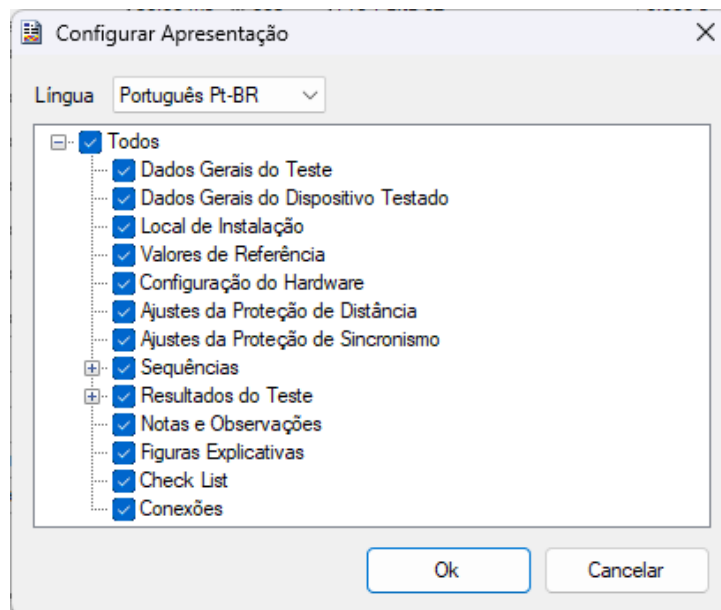 Configurar Apresentação
Língua Português Pt-BR
Todos
Dados Gerais do Teste
Dados Gerais do Dispositivo Testado
Local de Instalação
Valores de Referência
Configuração do Hardware
Ajustes da Proteção de Distância
Ajustes da Proteção de Sincronismo
Sequências
Resultados do Teste
Notas e Observações
Figuras Explicativas
Check List
Conexões
Ok Cancelar